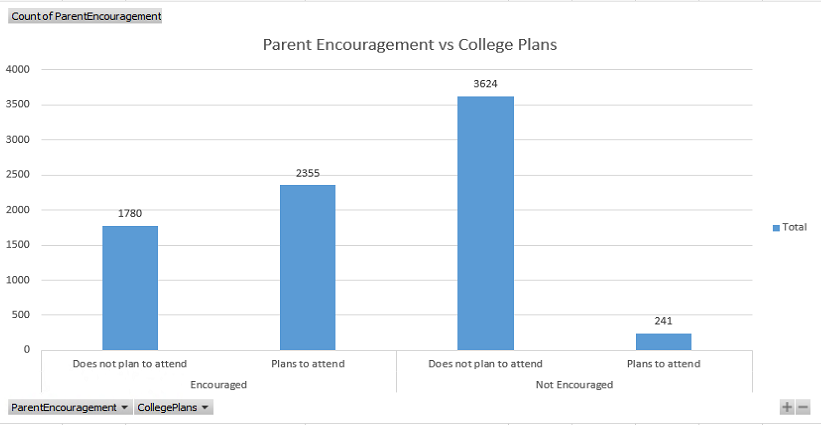 Count of ParentEncouragement
Parent Encouragement vs College Plans
4000
3500
3000
2500
2000
1500
1000
500
0
1780
2355
3624
241
Total
Does not plan to attend
Plans to attend
Does not plan to attend
Plans to attend
Encouraged
Not Encouraged
ParentEncouragement
CollegePlans